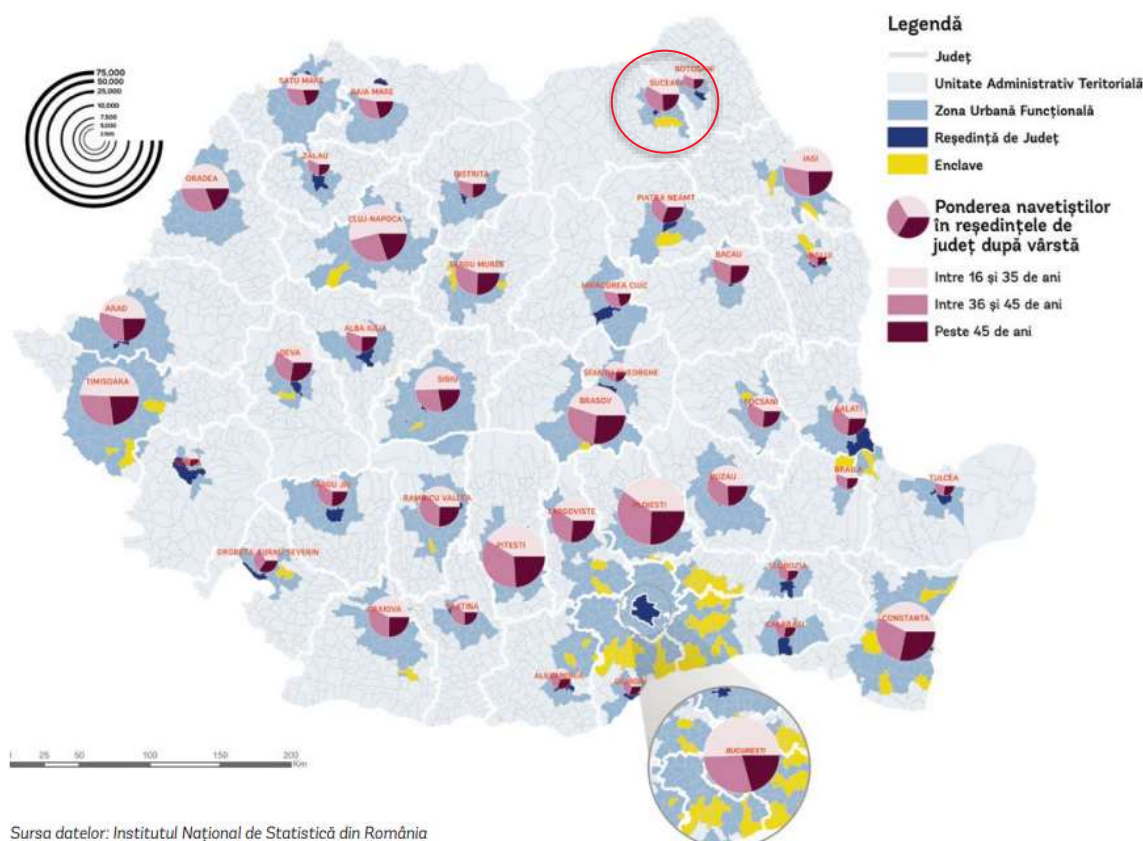 Legendă
Județ
Unitate Administrativ Teritorială
Zona Urbană Funcțională
Reședință de Județ
Enclave
Ponderea navetiștilor
în reședințele de
județ după vârstă
Intre 16 și 35 de ani
Intre 36 și 45 de ani
Peste 45 de ani
75,000
50,000
25,000
10,000
7,500
5,000
2,500
SATU MARE
BAIA MARE
SUCEAVA
BOTOSANI
ZALAU
ORADEA
BISTRITA
IASI
CLUJ-NAPOCA
PIATRA NEAMT
TARGU MURES
BACAU
VASLUI
MIERCUREA CIUC
ARAD
ALBA IULIA
DEVA
SIBIU
SFANTU GHEORGHE
TIMISOARA
BRASOV
FOCSANI
GALATI
BRAILA
TULCEA
TARGU JIU
RAMNICU VALCEA
BUZAU
TARGOVISTE
PLOIESTI
PITESTI
DROBETA TURNU SEVERIN
SLOBOZIA
CRAIOVA
SLATINA
CALARASI
CONSTANTA
ALEXANDRIA
GIURGIU
BUCURESTI
0 25 50 100 150 200
Km
Sursa datelor: Institutul Național de Statistică din România